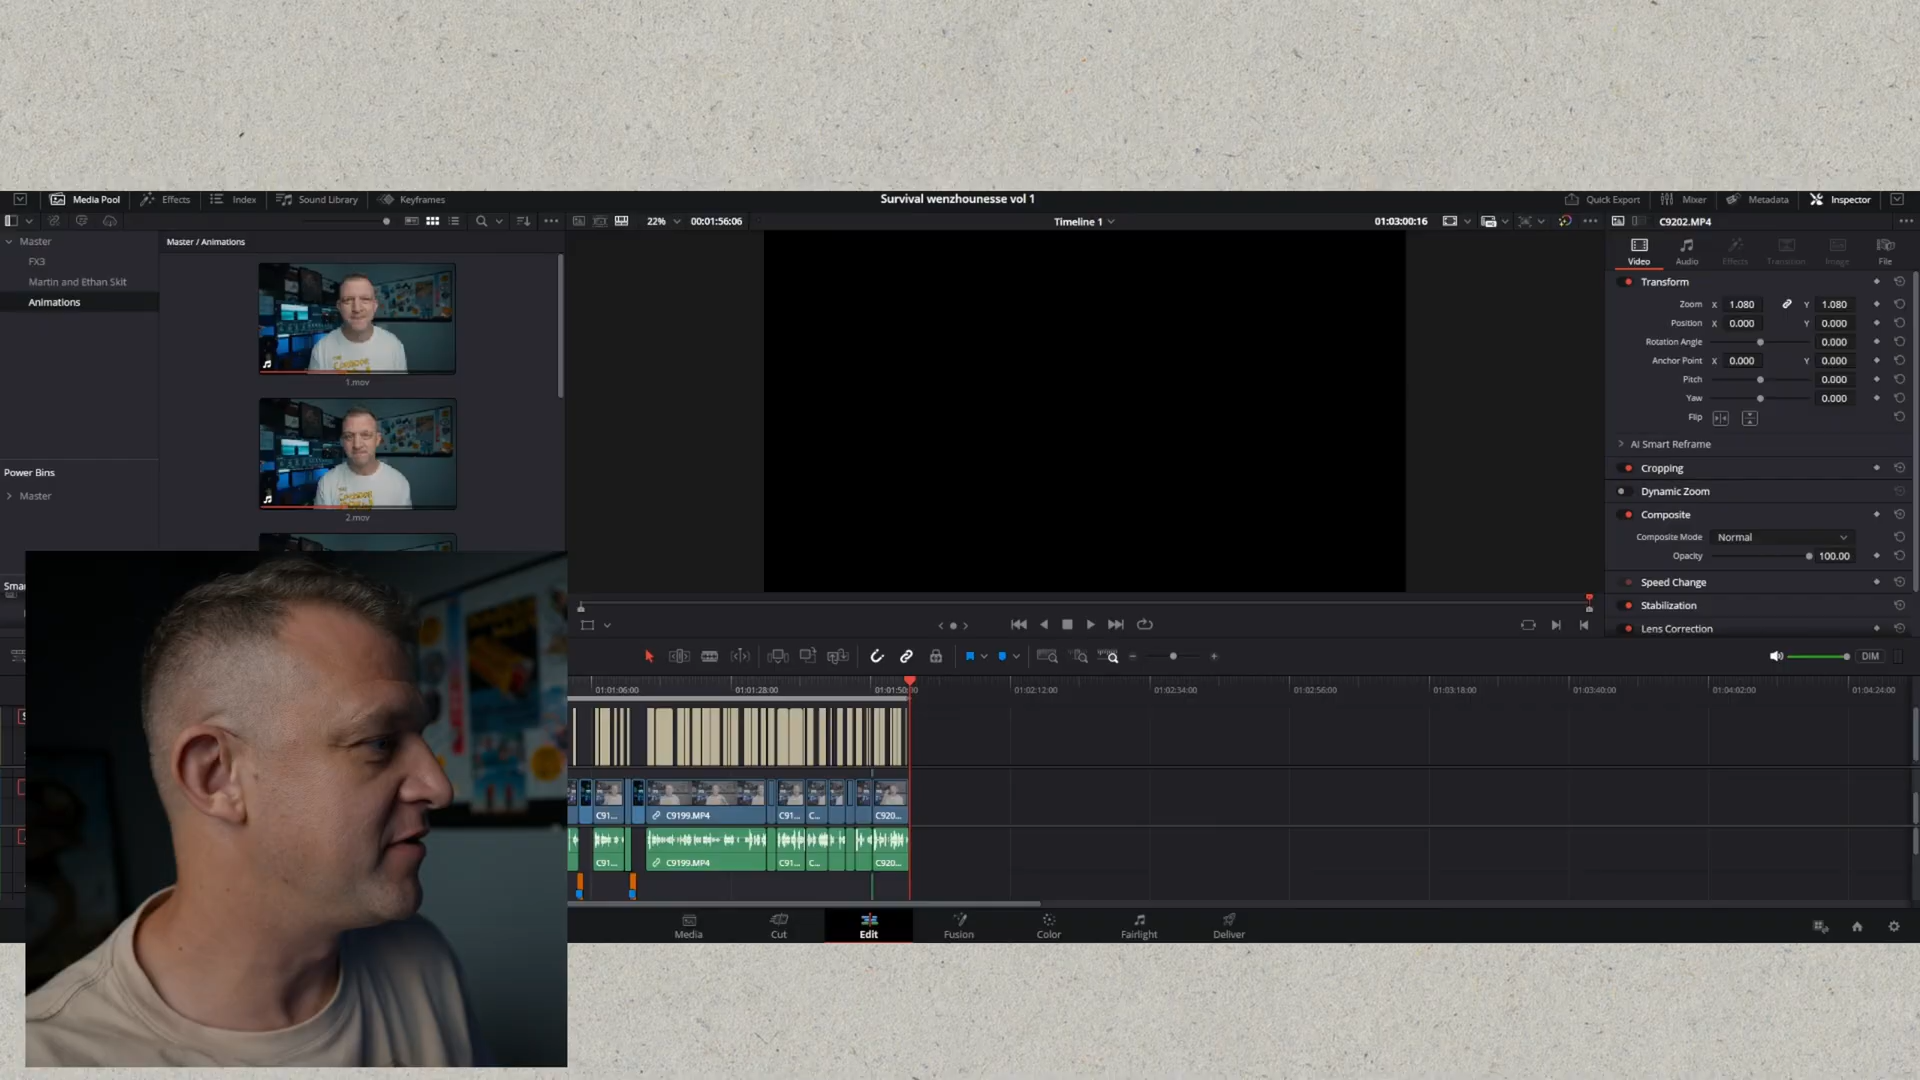 Media Pool Effects Index Sound Library Keyframes Survival wenzhounesse vol 1 Quick Export Mixer Metadata Inspector
22% 00:01:56:06 Timeline 1 01:03:00:16 C9202.MP4
Master
FX3
Martin and Ethan Skit
Animations
Power Bins
Master
Smar
Master / Animations
1.mov
2.mov
Video Audio Effects Transition Image File
Transform
Zoom X 1.080 Y 1.080
Position X 0.000 Y 0.000
Rotation Angle 0.000
Anchor Point X 0.000 Y 0.000
Pitch 0.000
Yaw 0.000
Flip
AI Smart Reframe
Cropping
Dynamic Zoom
Composite
Composite Mode Normal
Opacity 100.00
Speed Change
Stabilization
Lens Correction
DIM
01:01:06:00 01:01:28:00 01:01:50:00 01:02:12:00 01:02:34:00 01:02:56:00 01:03:18:00 01:03:40:00 01:04:02:00 01:04:24:00
C91... C9199.MP4 C91... C... C920...
C91... C9199.MP4 C91... C... C920...
Media Cut Edit Fusion Color Fairlight Deliver